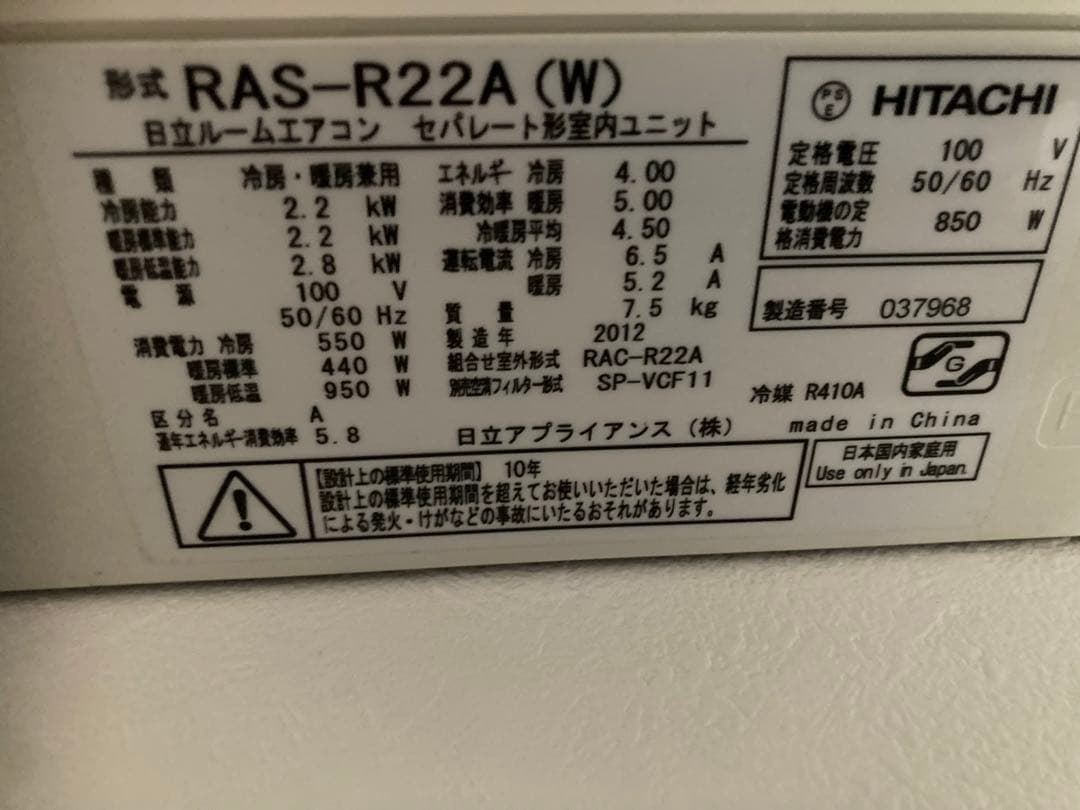 形式 RAS-R22A(W)
日立ルームエアコン セパレート形室内ユニット
種類 冷房・暖房兼用
冷房能力 2.2 kW
暖房標準能力 2.2 kW
暖房低温能力 2.8 kW
電源 100 V
50/60 Hz
消費電力 冷房 550 W
暖房標準 440 W
暖房低温 950 W
区分名 A
通年エネルギー消費効率 5.8
エネルギー 冷房 4.00
消費効率 暖房 5.00
冷暖房平均 4.50
運転電流 冷房 6.5 A
暖房 5.2 A
質量 7.5 kg
製造年 2012
組合せ室外形式 RAC-R22A
別売空清フィルター形式 SP-VCF11
日立アプライアンス(株)
PSE HITACHI
定格電圧 100 V
定格周波数 50/60 Hz
電動機の定
格消費電力 850 W
製造番号 037968
G
冷媒 R410A
made in China
日本国内家庭用
Use only in Japan.
【設計上の標準使用期間】 10年
設計上の標準使用期間を超えてお使いいただいた場合は、経年劣化
による発火・けがなどの事故にいたるおそれがあります。